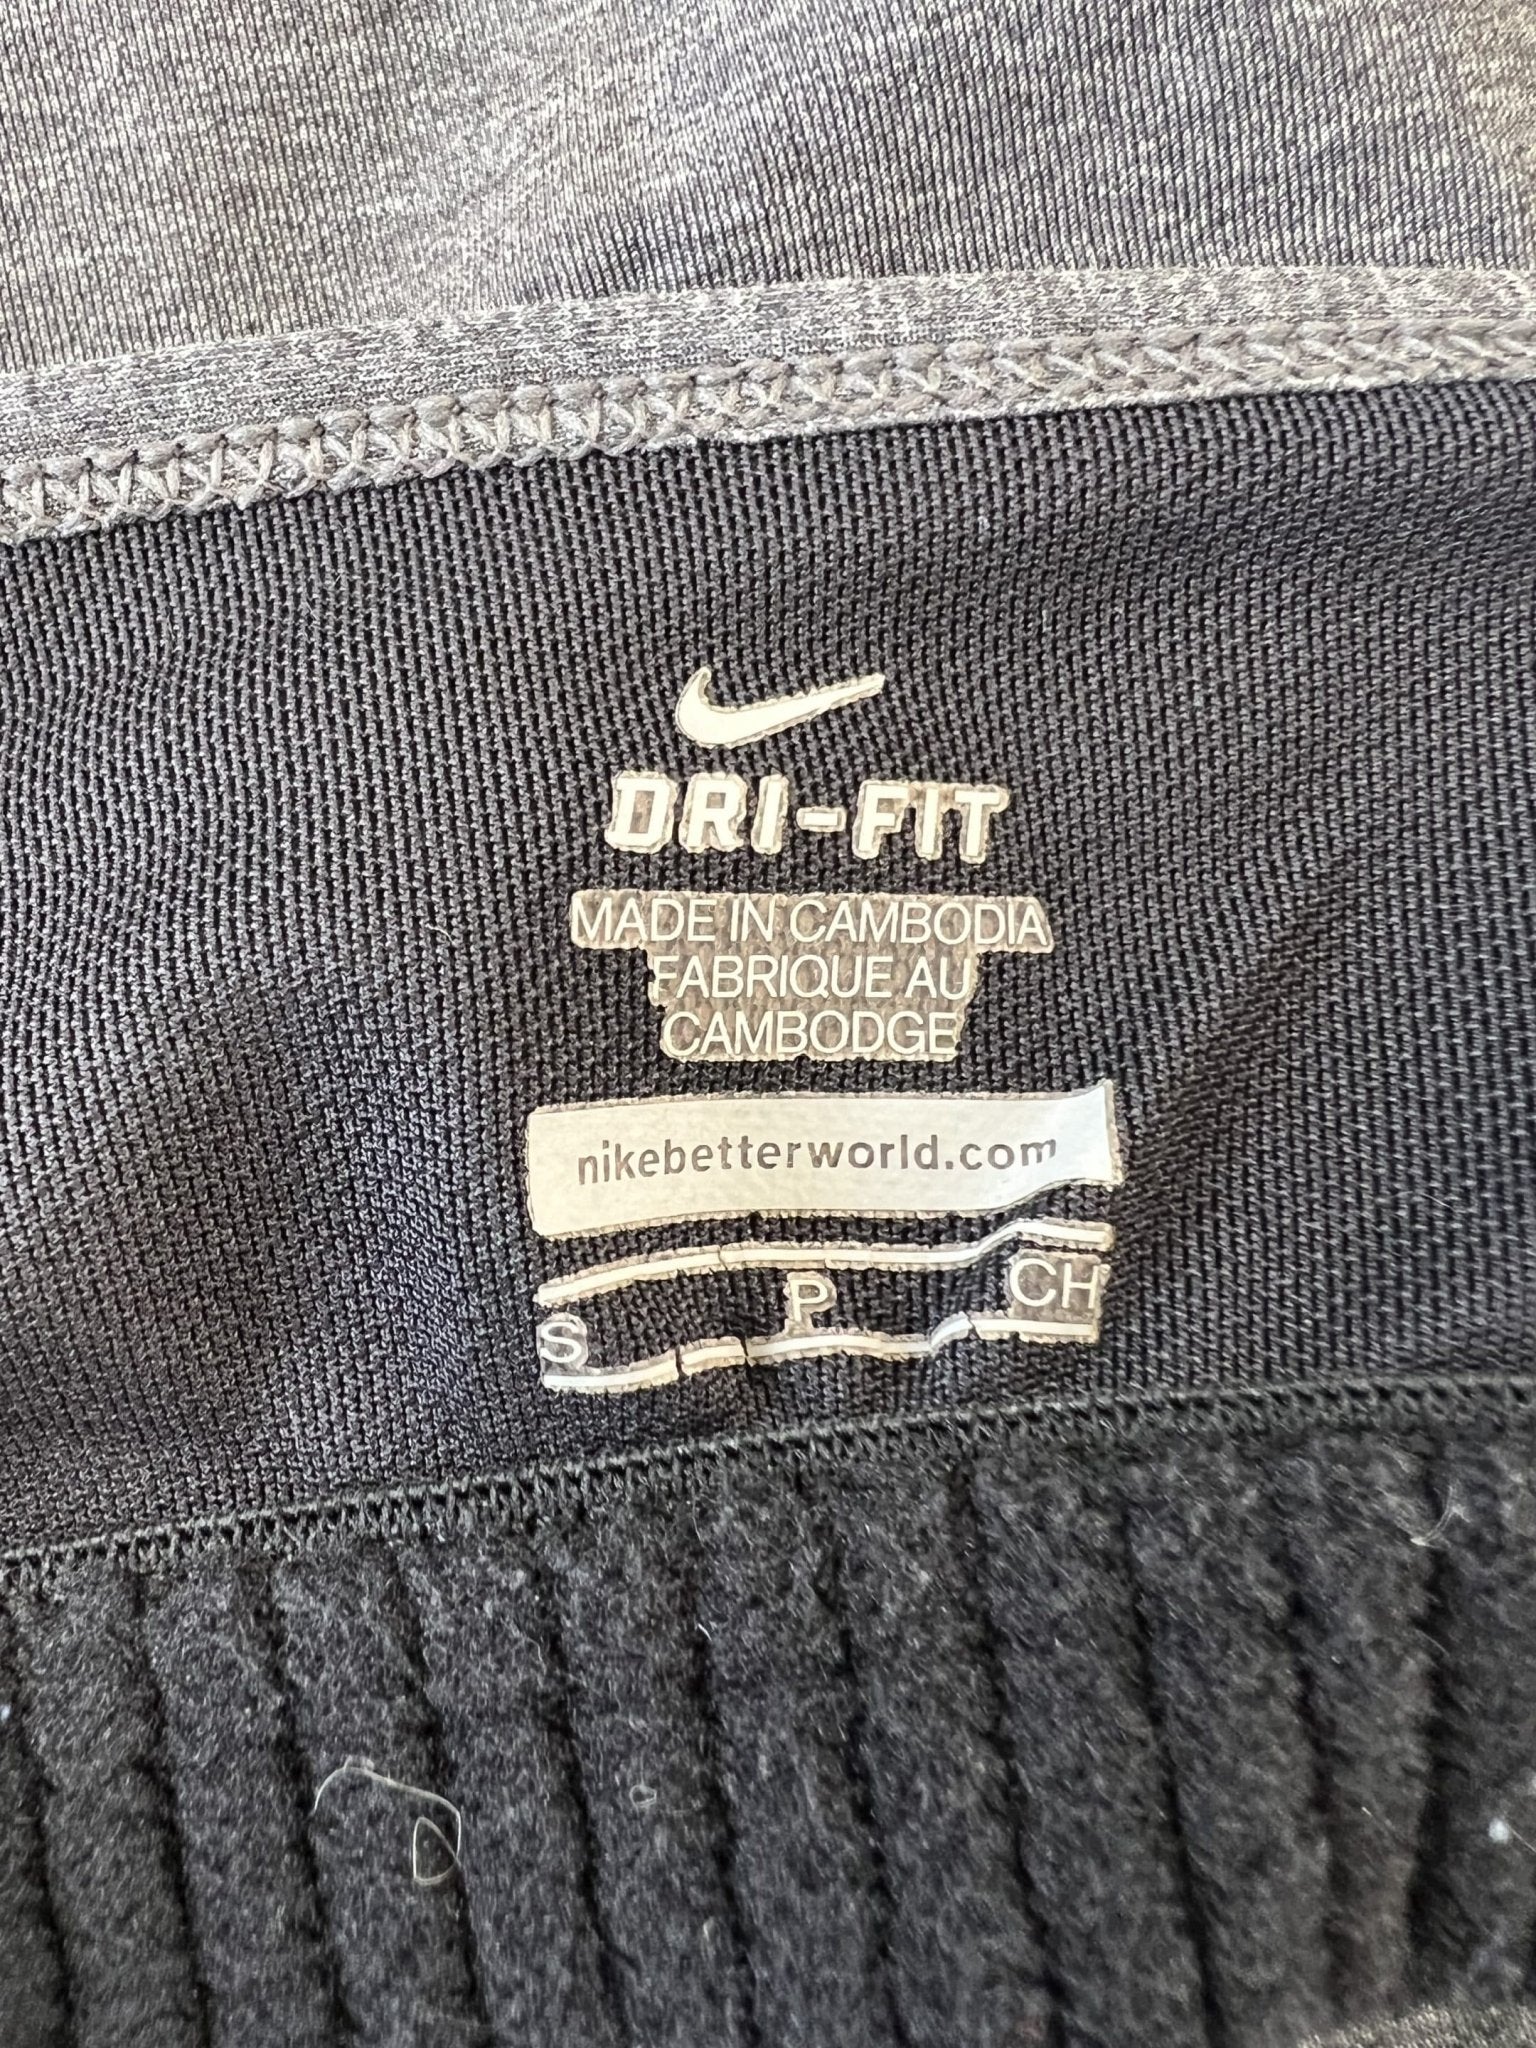 DRI-FIT
MADE IN CAMBODIA
FABRIQUE AU
CAMBODGE
nikebetterworld.com
S P CH